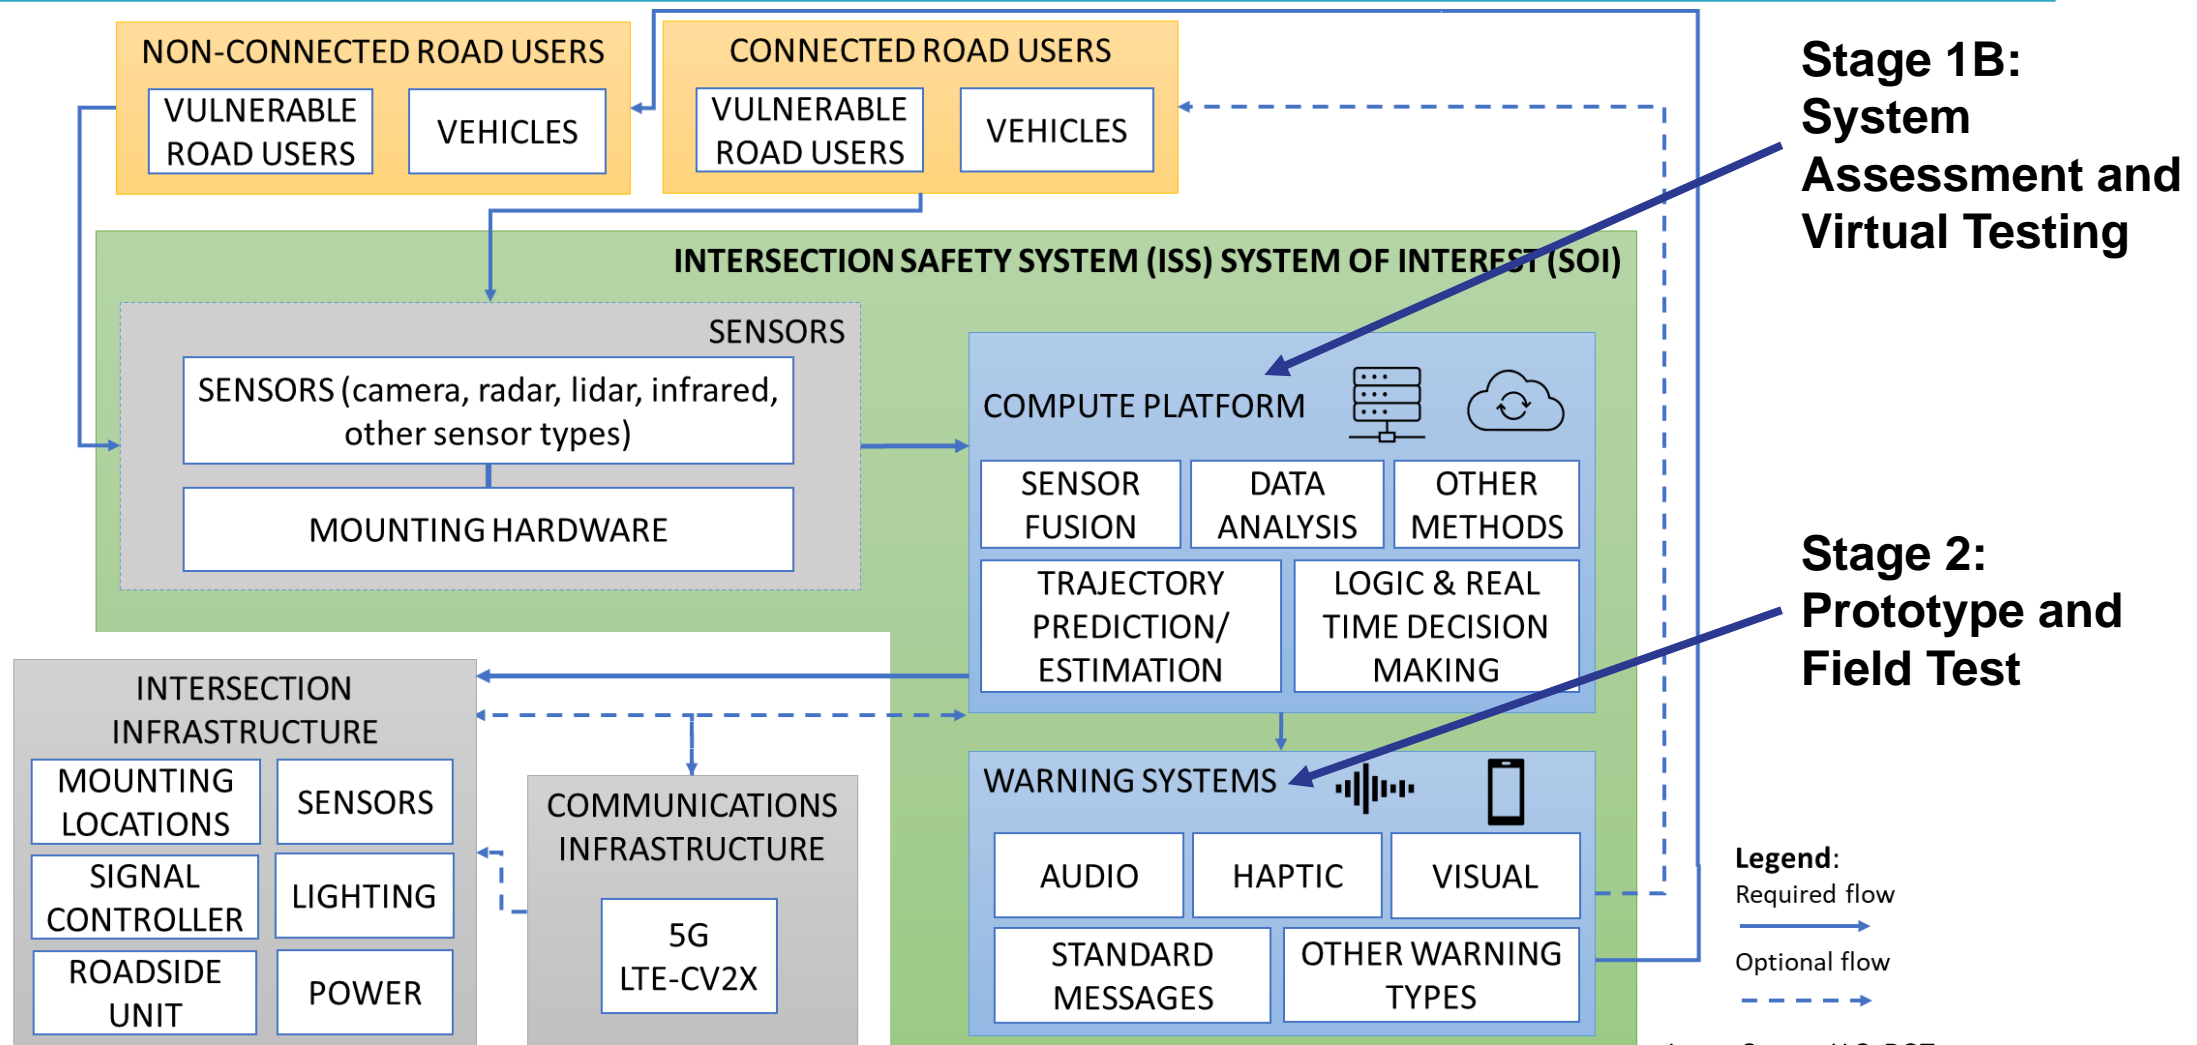 NON-CONNECTED ROAD USERS
VULNERABLE
ROAD USERS
VEHICLES
CONNECTED ROAD USERS
VULNERABLE
ROAD USERS
VEHICLES
Stage 1B:
System
Assessment and
Virtual Testing
INTERSECTION SAFETY SYSTEM (ISS) SYSTEM OF INTEREST (SOI)
SENSORS
SENSORS (camera, radar, lidar, infrared,
other sensor types)
MOUNTING HARDWARE
COMPUTE PLATFORM
SENSOR
FUSION
DATA
ANALYSIS
OTHER
METHODS
TRAJECTORY
PREDICTION/
ESTIMATION
LOGIC & REAL
TIME DECISION
MAKING
Stage 2:
Prototype and
Field Test
INTERSECTION
INFRASTRUCTURE
MOUNTING
LOCATIONS
SENSORS
SIGNAL
CONTROLLER
LIGHTING
ROADSIDE
UNIT
POWER
COMMUNICATIONS
INFRASTRUCTURE
5G
LTE-CV2X
WARNING SYSTEMS
AUDIO
HAPTIC
VISUAL
STANDARD
MESSAGES
OTHER WARNING
TYPES
Legend:
Required flow
Optional flow